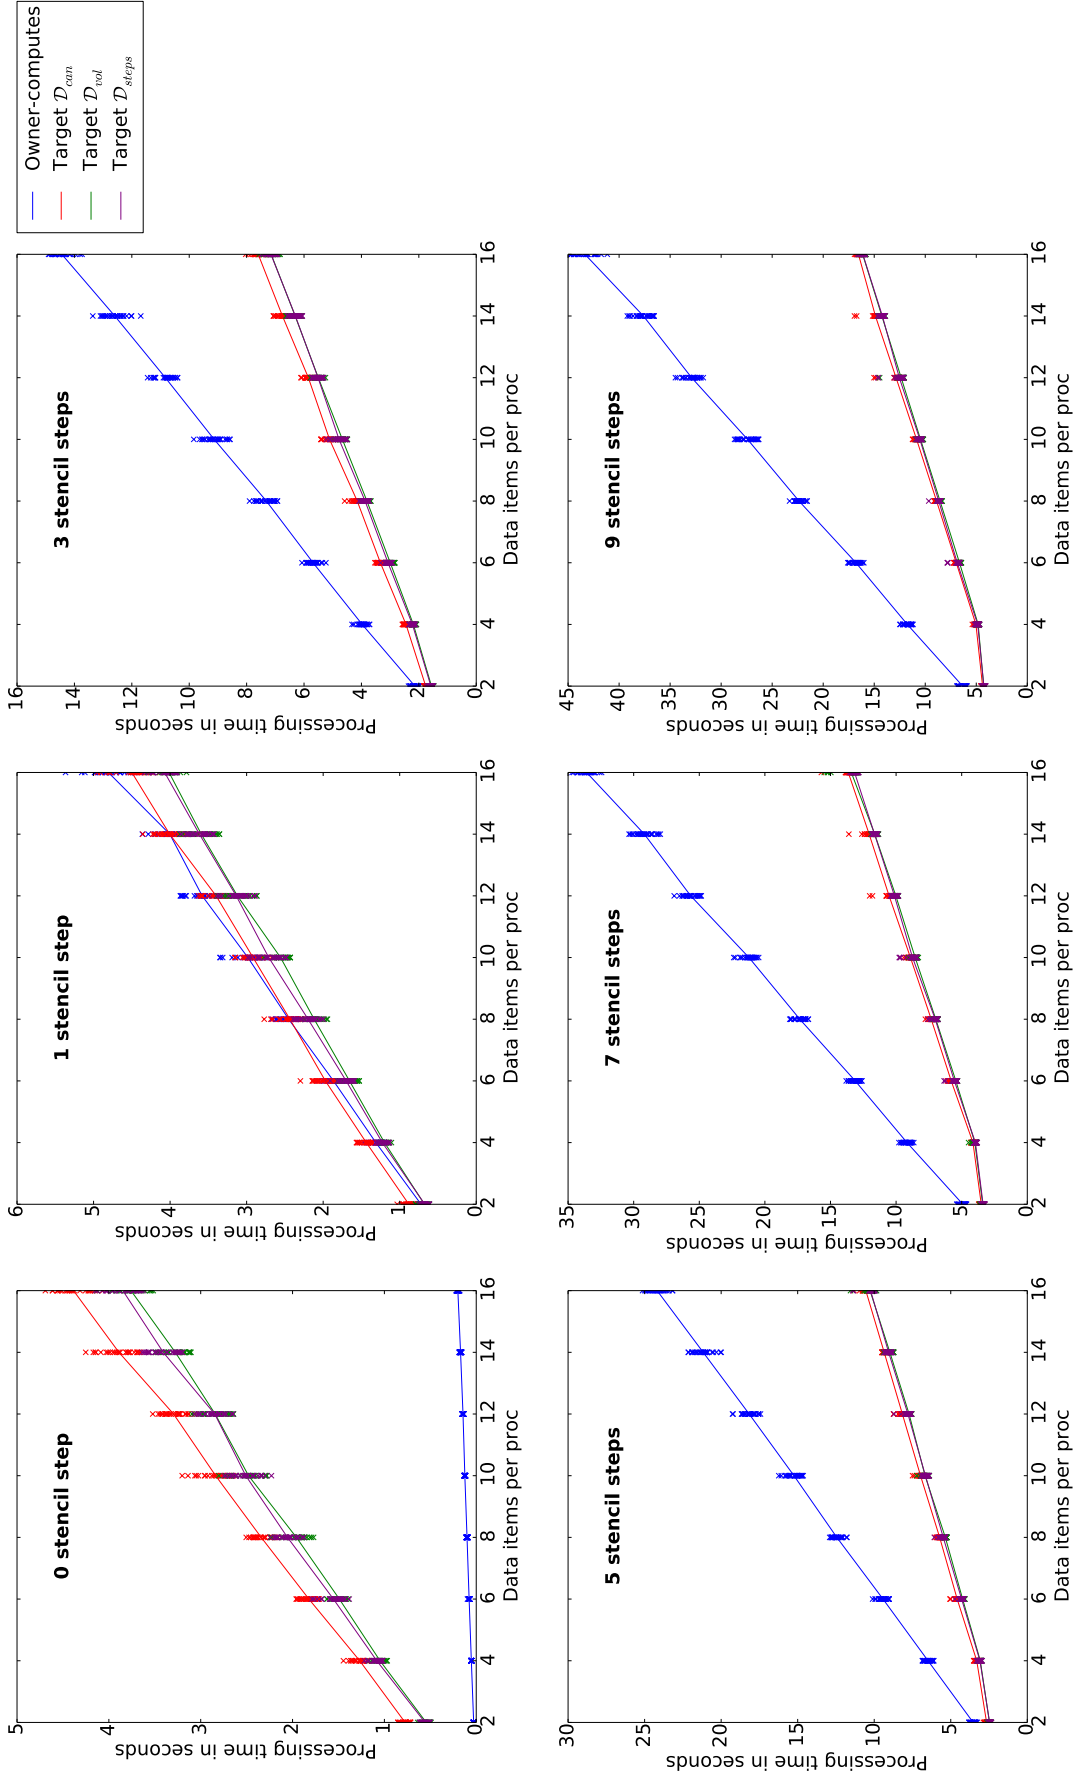 0 stencil step
Processing time in seconds
0 1 2 3 4 5
2 4 6 8 10 12 14 16
Data items per proc
1 stencil step
Processing time in seconds
0 1 2 3 4 5 6
2 4 6 8 10 12 14 16
Data items per proc
3 stencil steps
Processing time in seconds
0 2 4 6 8 10 12 14 16
2 4 6 8 10 12 14 16
Data items per proc
Owner-computes
Target 𝒟can
Target 𝒟vol
Target 𝒟steps
5 stencil steps
Processing time in seconds
0 5 10 15 20 25 30
2 4 6 8 10 12 14 16
Data items per proc
7 stencil steps
Processing time in seconds
0 5 10 15 20 25 30 35
2 4 6 8 10 12 14 16
Data items per proc
9 stencil steps
Processing time in seconds
0 5 10 15 20 25 30 35 40 45
2 4 6 8 10 12 14 16
Data items per proc